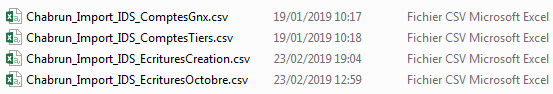 Chabrun_Import_IDS_ComptesGnx.csv 19/01/2019 10:17 Fichier CSV Microsoft Excel
Chabrun_Import_IDS_ComptesTiers.csv 19/01/2019 10:18 Fichier CSV Microsoft Excel
Chabrun_Import_IDS_EcrituresCreation.csv 23/02/2019 19:04 Fichier CSV Microsoft Excel
Chabrun_Import_IDS_EcrituresOctobre.csv 23/02/2019 12:59 Fichier CSV Microsoft Excel